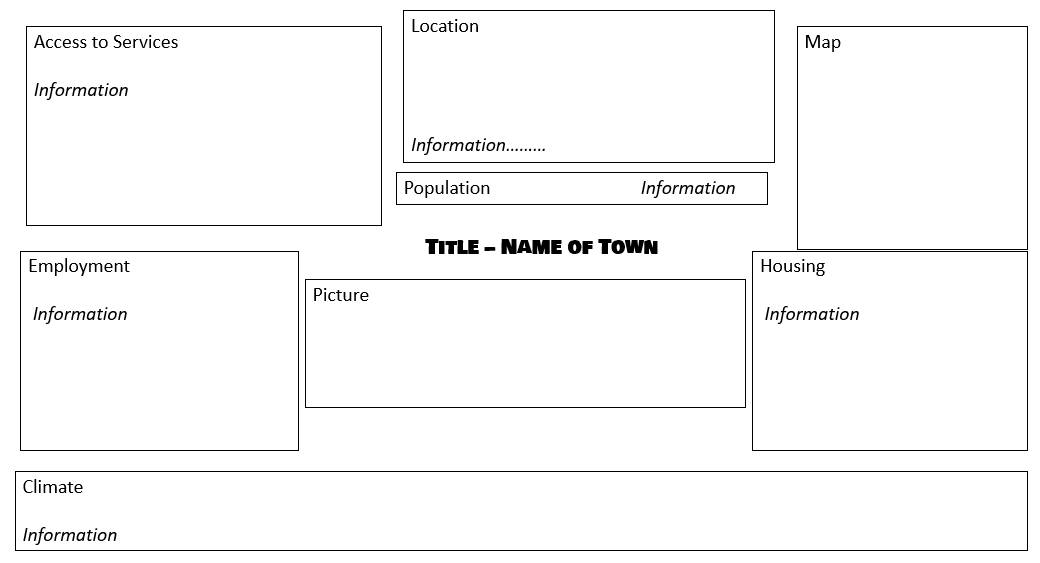 Access to Services
Information
Location
Information.........
Map
Population Information
Title – Name of Town
Employment
Information
Picture
Housing
Information
Climate
Information